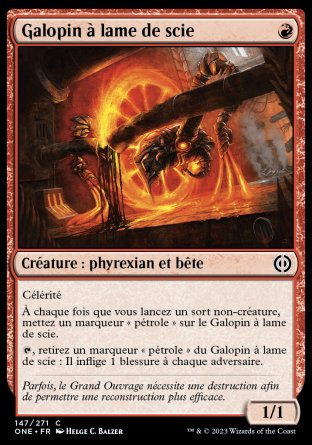 Galopin à lame de scie
Créature : phyrexian et bête
Célérité
À chaque fois que vous lancez un sort non-créature,
mettez un marqueur « pétrole » sur le Galopin à lame
de scie.
, retirez un marqueur « pétrole » du Galopin à lame
de scie : Il inflige 1 blessure à chaque adversaire.
Parfois, le Grand Ouvrage nécessite une destruction afin
de permettre une reconstruction plus efficace.
1/1
147/271 C
ONE • FR Helge C. Balzer
™ & © 2023 Wizards of the Coast